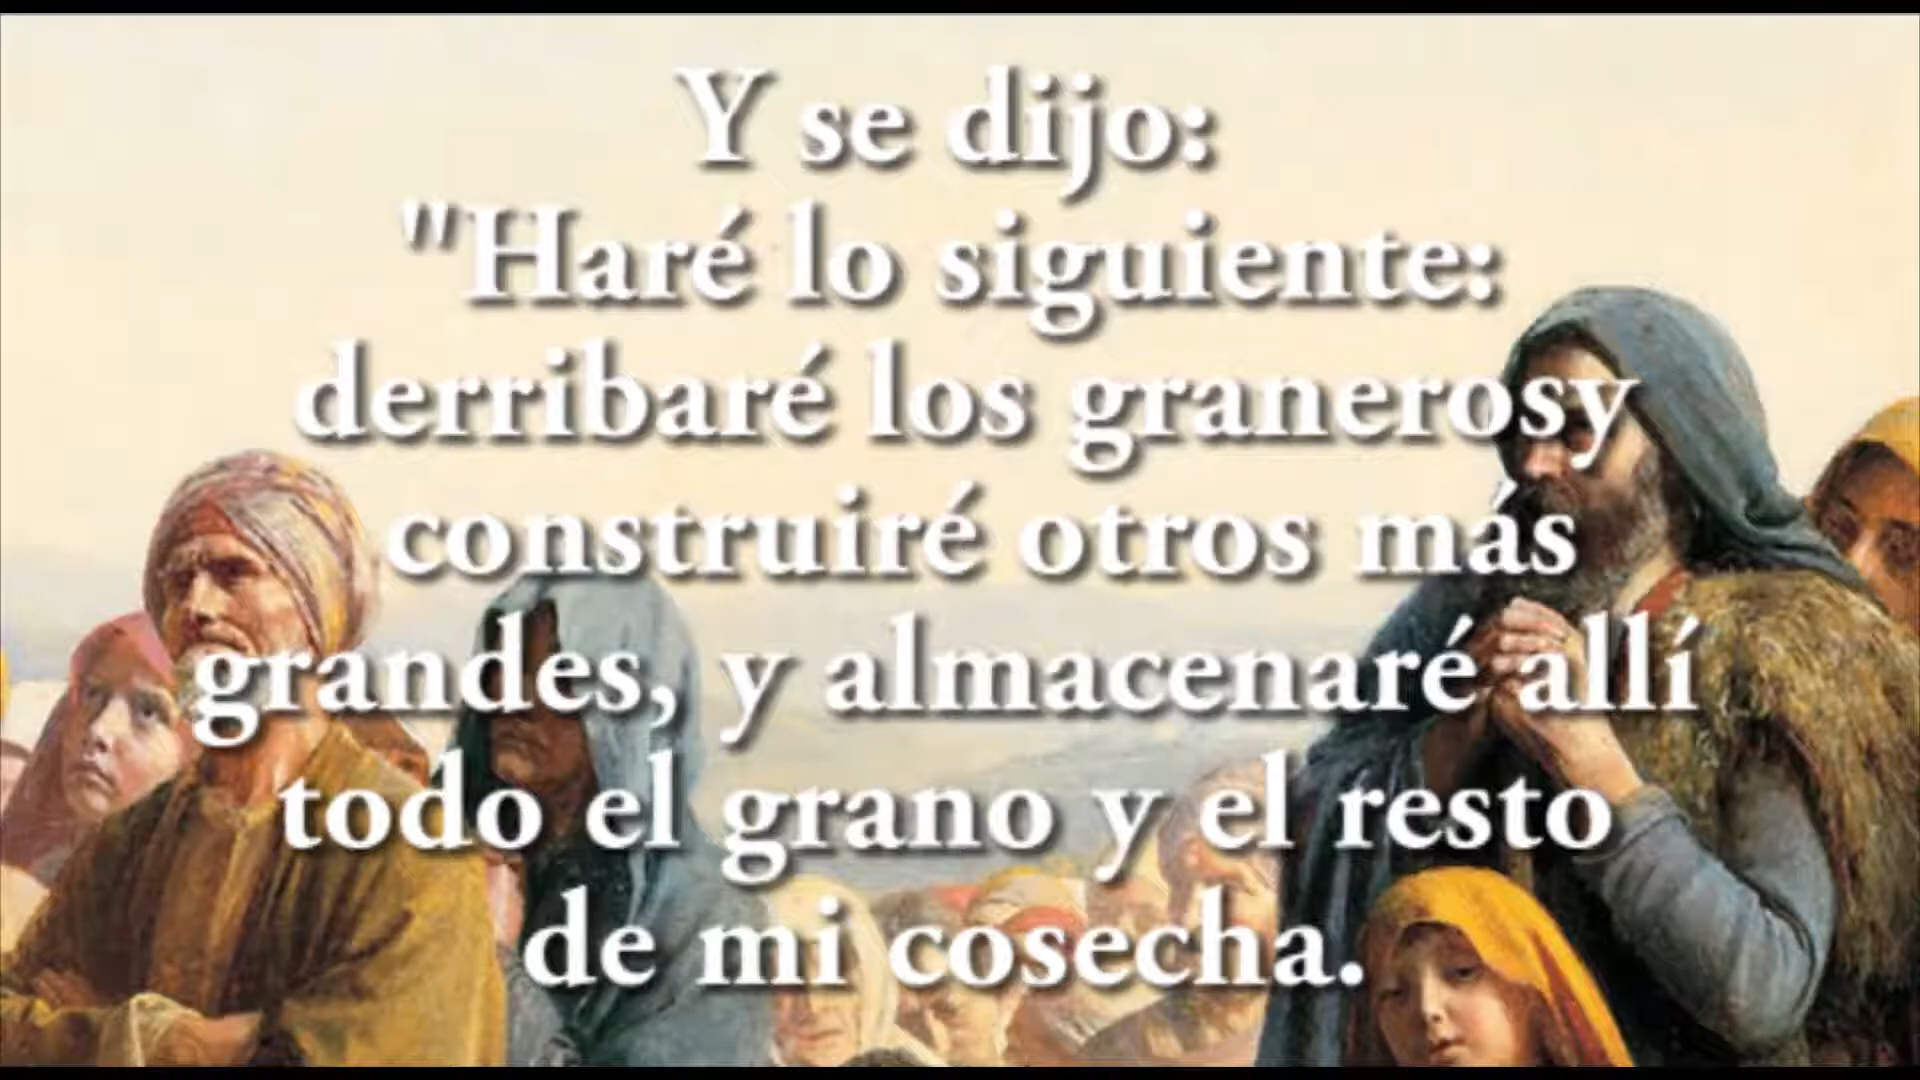 Y se dijo:
"Haré lo siguiente:
derribaré los granerosy
construiré otros más
grandes, y almacenaré allí
todo el grano y el resto
de mi cosecha.